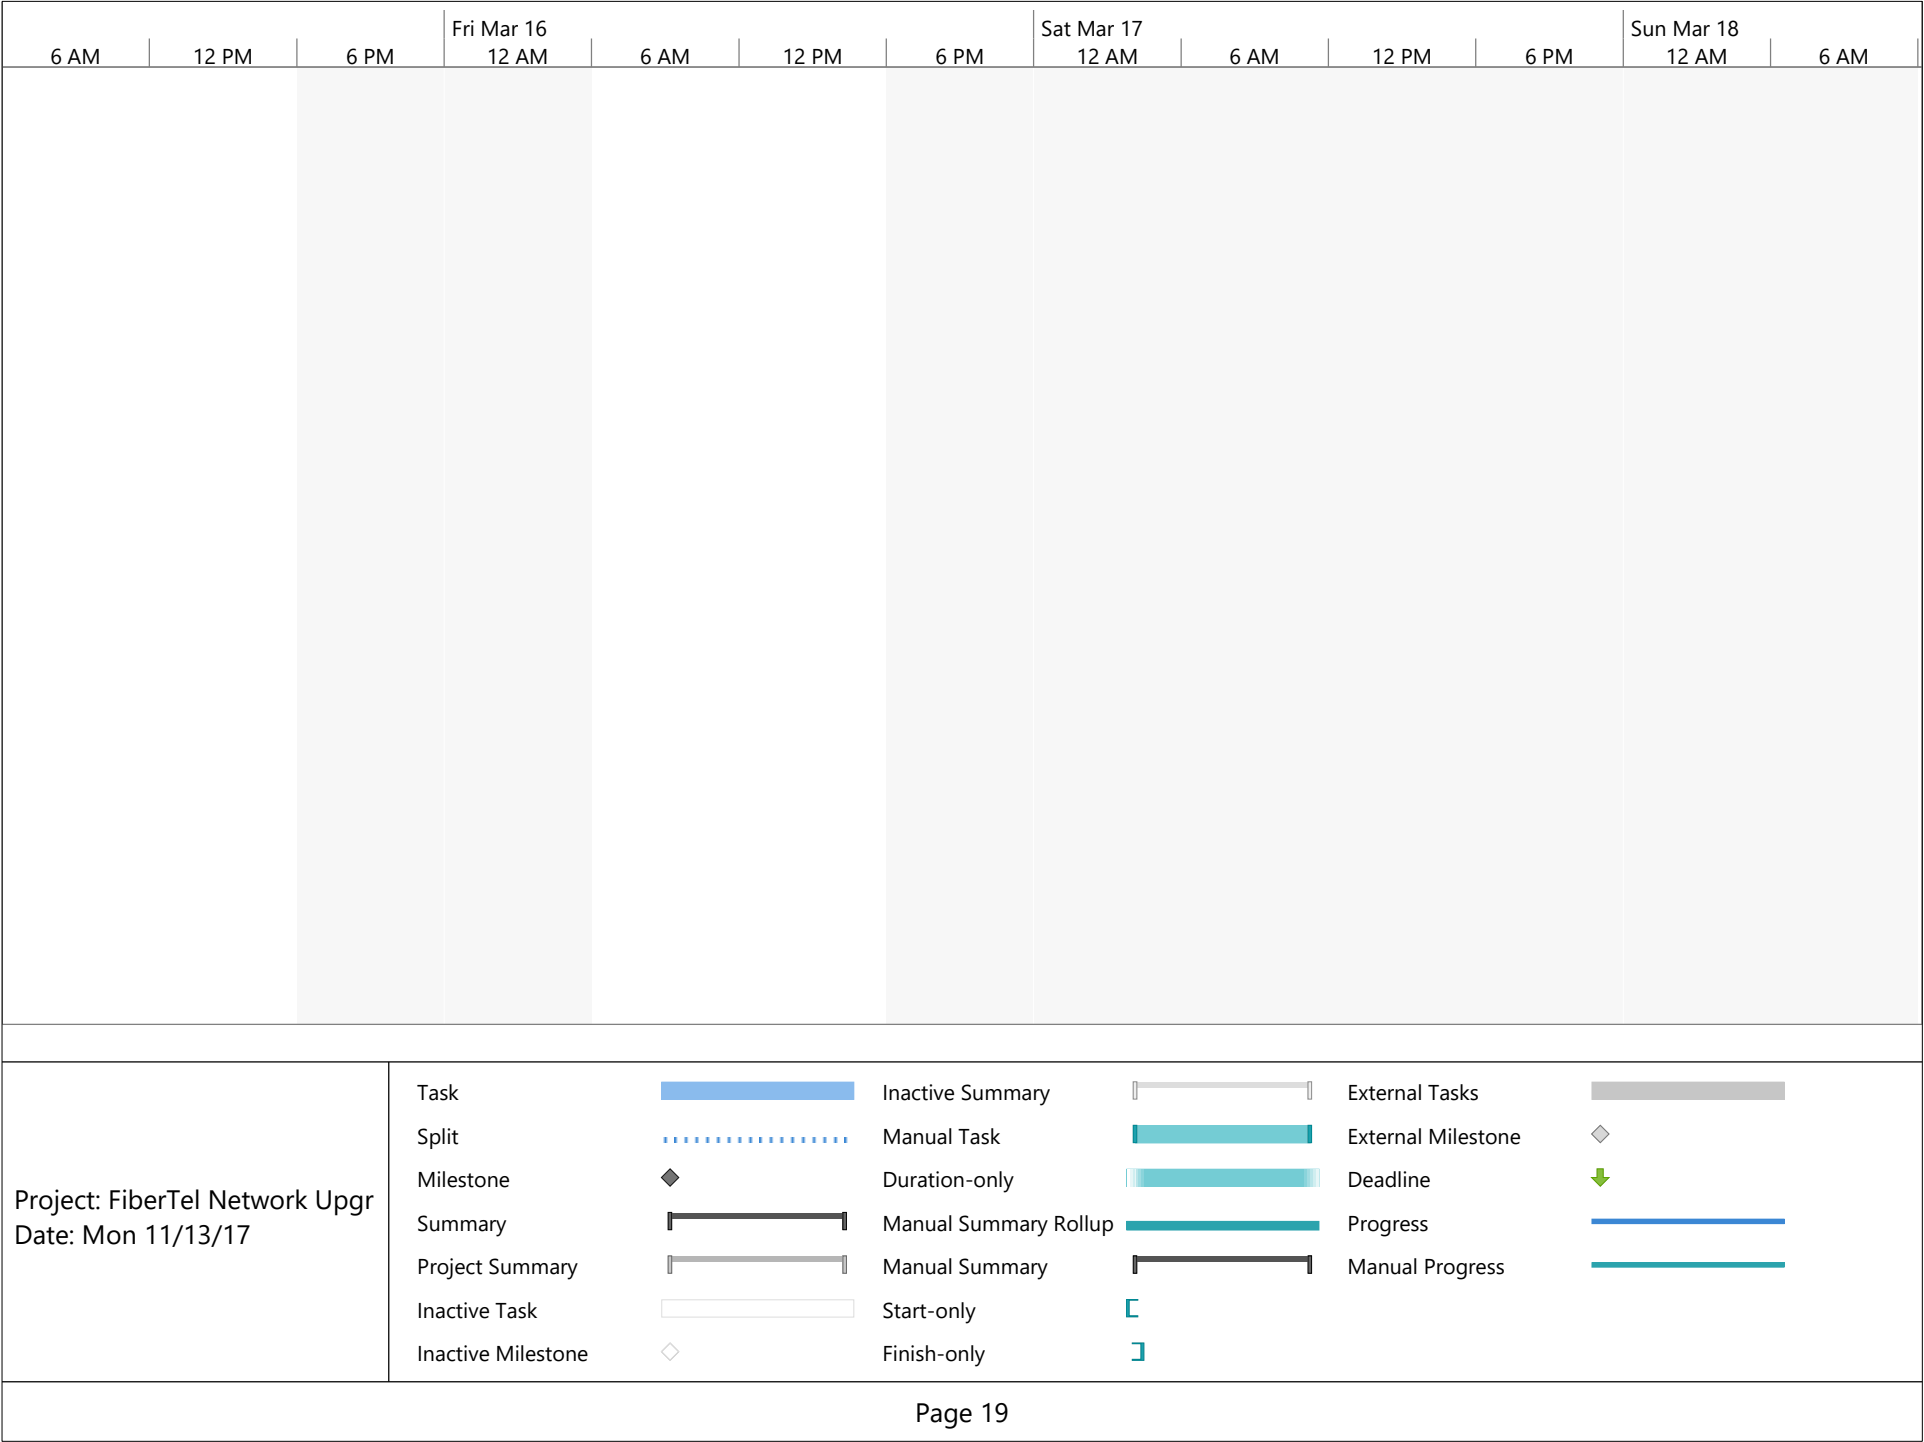 Fri Mar 16 Sat Mar 17 Sun Mar 18
6 AM 12 PM 6 PM 12 AM 6 AM 12 PM 6 PM 12 AM 6 AM 12 PM 6 PM 12 AM 6 AM
Project: FiberTel Network Upgr
Date: Mon 11/13/17
Task
Split
Milestone
Summary
Project Summary
Inactive Task
Inactive Milestone
Inactive Summary
Manual Task
Duration-only
Manual Summary Rollup
Manual Summary
Start-only
Finish-only
External Tasks
External Milestone
Deadline
Progress
Manual Progress
Page 19